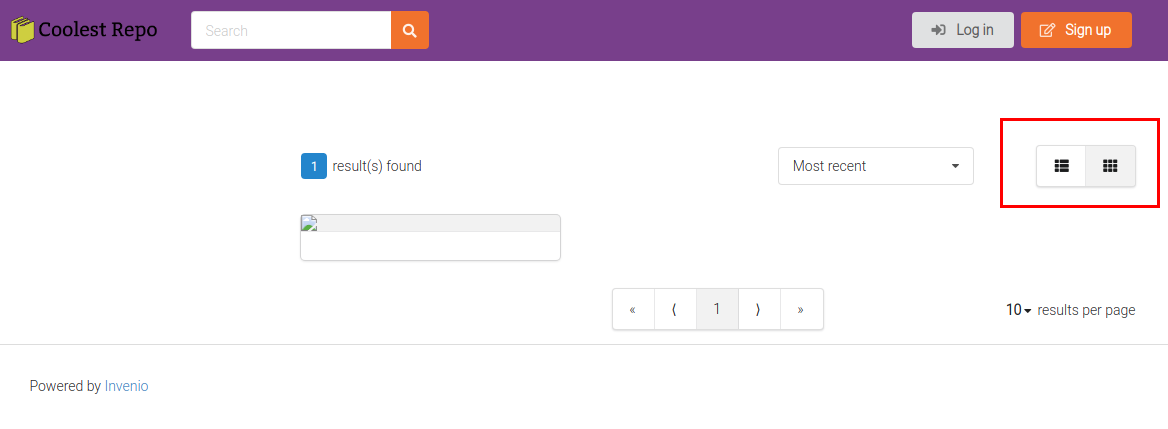 Coolest Repo
Search
Log in
Sign up
1 result(s) found
Most recent
« ⟨ 1 ⟩ »
10 results per page
Powered by Invenio